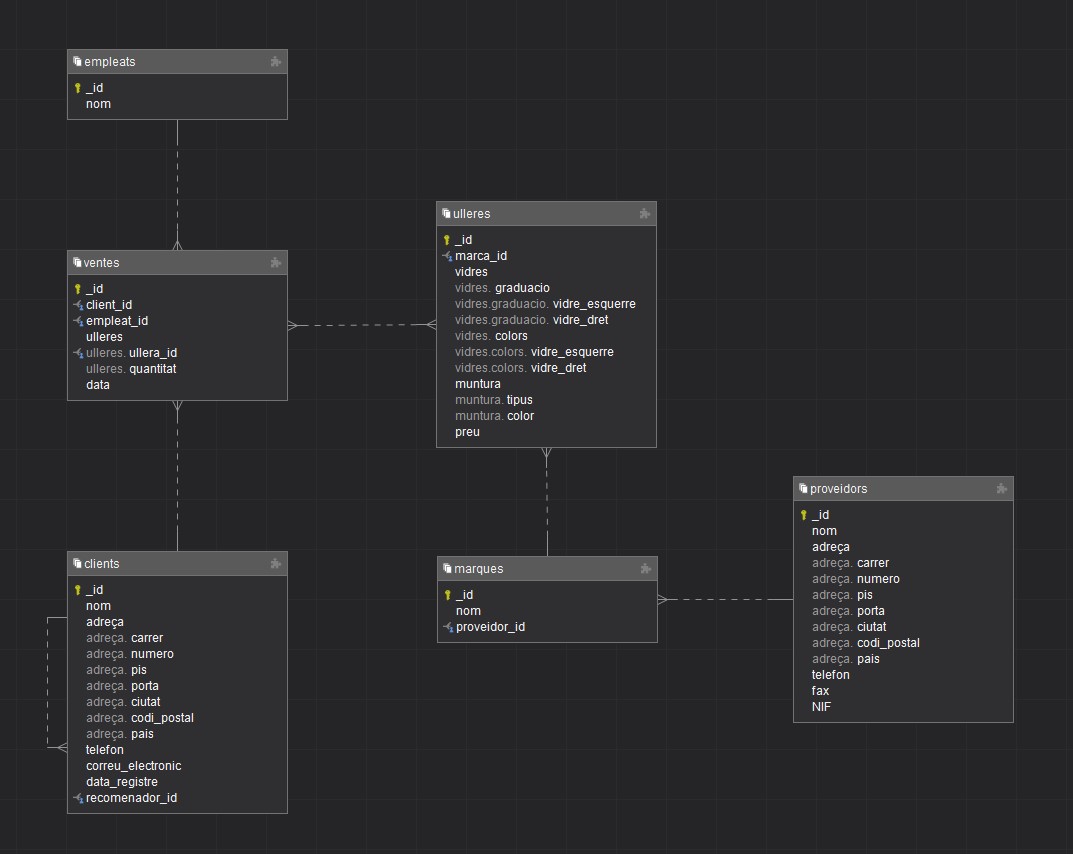 empleats
_id
nom
ventes
_id
client_id
empleat_id
ulleres
ulleres. ullera_id
ulleres. quantitat
data
ulleres
_id
marca_id
vidres
vidres. graduacio
vidres.graduacio. vidre_esquerre
vidres.graduacio. vidre_dret
vidres. colors
vidres.colors. vidre_esquerre
vidres.colors. vidre_dret
muntura
muntura. tipus
muntura. color
preu
clients
_id
nom
adreça
adreça. carrer
adreça. numero
adreça. pis
adreça. porta
adreça. ciutat
adreça. codi_postal
adreça. pais
telefon
correu_electronic
data_registre
recomenador_id
marques
_id
nom
proveidor_id
proveidors
_id
nom
adreça
adreça. carrer
adreça. numero
adreça. pis
adreça. porta
adreça. ciutat
adreça. codi_postal
adreça. pais
telefon
fax
NIF